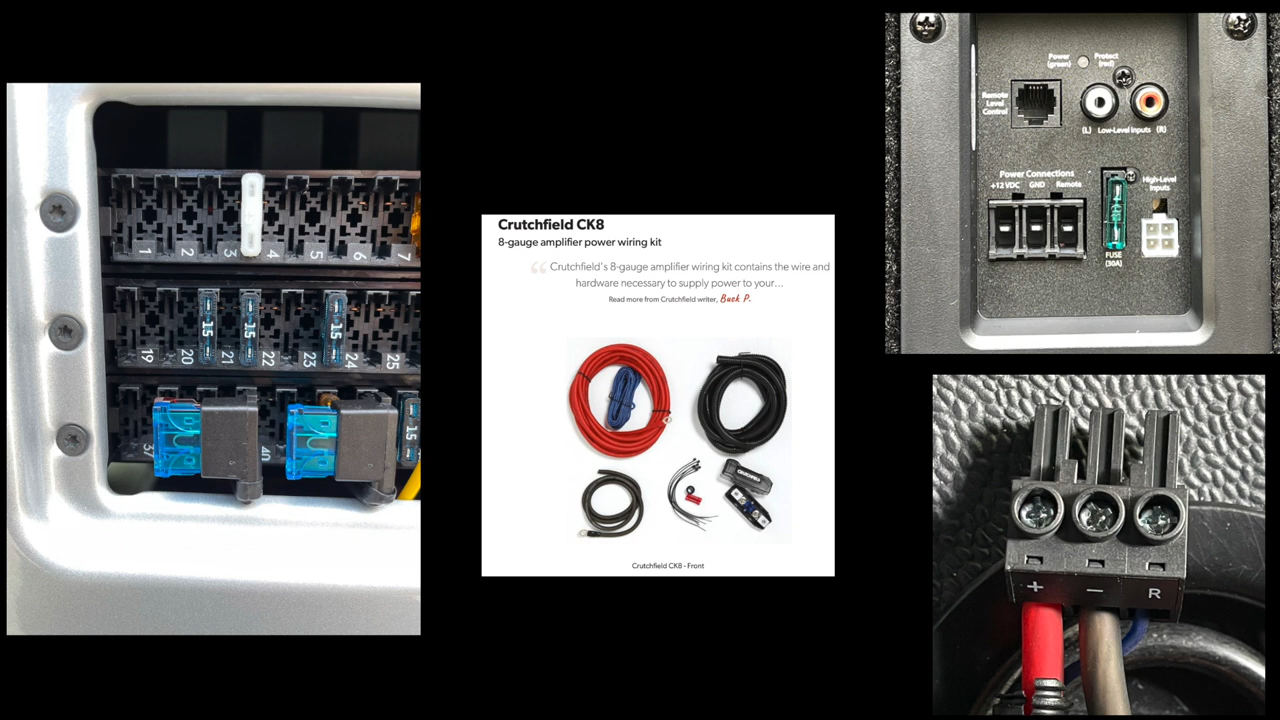 1 2 3 4 5 6 7
15 15 15
19 20 21 22 23 24 25
37 40 15
Crutchfield CK8
8-gauge amplifier power wiring kit
“ Crutchfield's 8-gauge amplifier wiring kit contains the wire and
hardware necessary to supply power to your...
Read more from Crutchfield writer, Buck P.
CRUTCHFIELD
Crutchfield CK8 - Front
Power
(green)
Protect
(red)
Remote
Level
Control
(L) Low-Level Inputs (R)
Power Connections
+12 VDC GND Remote
High-Level
Inputs
FUSE
(30A)
+ − R